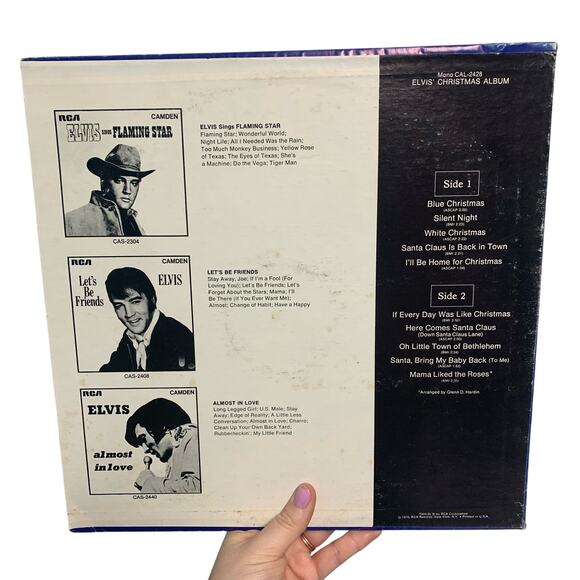 Mono CAL-2428
ELVIS' CHRISTMAS ALBUM
RCA CAMDEN
ELVIS SINGS FLAMING STAR
CAS-2304
ELVIS Sings FLAMING STAR
Flaming Star; Wonderful World;
Night Life; All I Needed Was the Rain;
Too Much Monkey Business; Yellow Rose
of Texas; The Eyes of Texas; She's
a Machine; Do the Vega; Tiger Man
RCA CAMDEN
Let's
Be
Friends
ELVIS
CAS-2408
LET'S BE FRIENDS
Stay Away, Joe; If I'm a Fool (For
Loving You); Let's Be Friends; Let's
Forget About the Stars; Mama; I'll
Be There (If You Ever Want Me);
Almost; Change of Habit; Have a Happy
RCA CAMDEN
ELVIS
almost
in love
CAS-2440
ALMOST IN LOVE
Long Legged Girl; U.S. Male; Stay
Away; Edge of Reality; A Little Less
Conversation; Almost in Love; Charro;
Clean Up Your Own Back Yard;
Rubberneckin'; My Little Friend
Side 1
Blue Christmas
Silent Night
White Christmas
Santa Claus Is Back in Town
I'll Be Home for Christmas
Side 2
If Every Day Was Like Christmas
Here Comes Santa Claus
(Down Santa Claus Lane)
Oh Little Town of Bethlehem
Santa, Bring My Baby Back (To Me)
Mama Liked the Roses*
*Arranged by Glenn D. Hardin